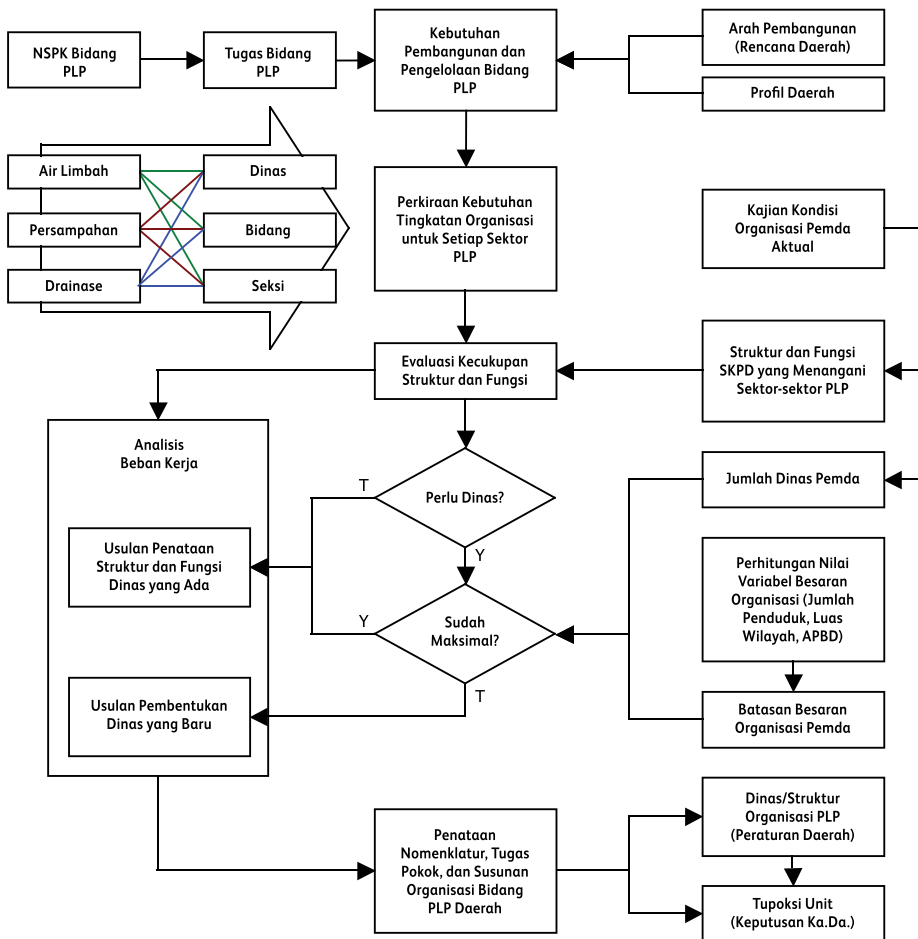 NSPK Bidang
PLP
Tugas Bidang
PLP
Kebutuhan
Pembangunan dan
Pengelolaan Bidang
PLP
Arah Pembangunan
(Rencana Daerah)
Profil Daerah
Air Limbah
Dinas
Persampahan
Bidang
Drainase
Seksi
Perkiraan Kebutuhan
Tingkatan Organisasi
untuk Setiap Sektor
PLP
Kajian Kondisi
Organisasi Pemda
Aktual
Evaluasi Kecukupan
Struktur dan Fungsi
Struktur dan Fungsi
SKPD yang Menangani
Sektor-sektor PLP
Analisis
Beban Kerja
T
Perlu Dinas?
Y
Jumlah Dinas Pemda
Usulan Penataan
Struktur dan Fungsi
Dinas yang Ada
Y
Sudah
Maksimal?
T
Perhitungan Nilai
Variabel Besaran
Organisasi (Jumlah
Penduduk, Luas
Wilayah, APBD)
Usulan Pembentukan
Dinas yang Baru
Batasan Besaran
Organisasi Pemda
Penataan
Nomenklatur, Tugas
Pokok, dan Susunan
Organisasi Bidang
PLP Daerah
Dinas/Struktur
Organisasi PLP
(Peraturan Daerah)
Tupoksi Unit
(Keputusan Ka.Da.)